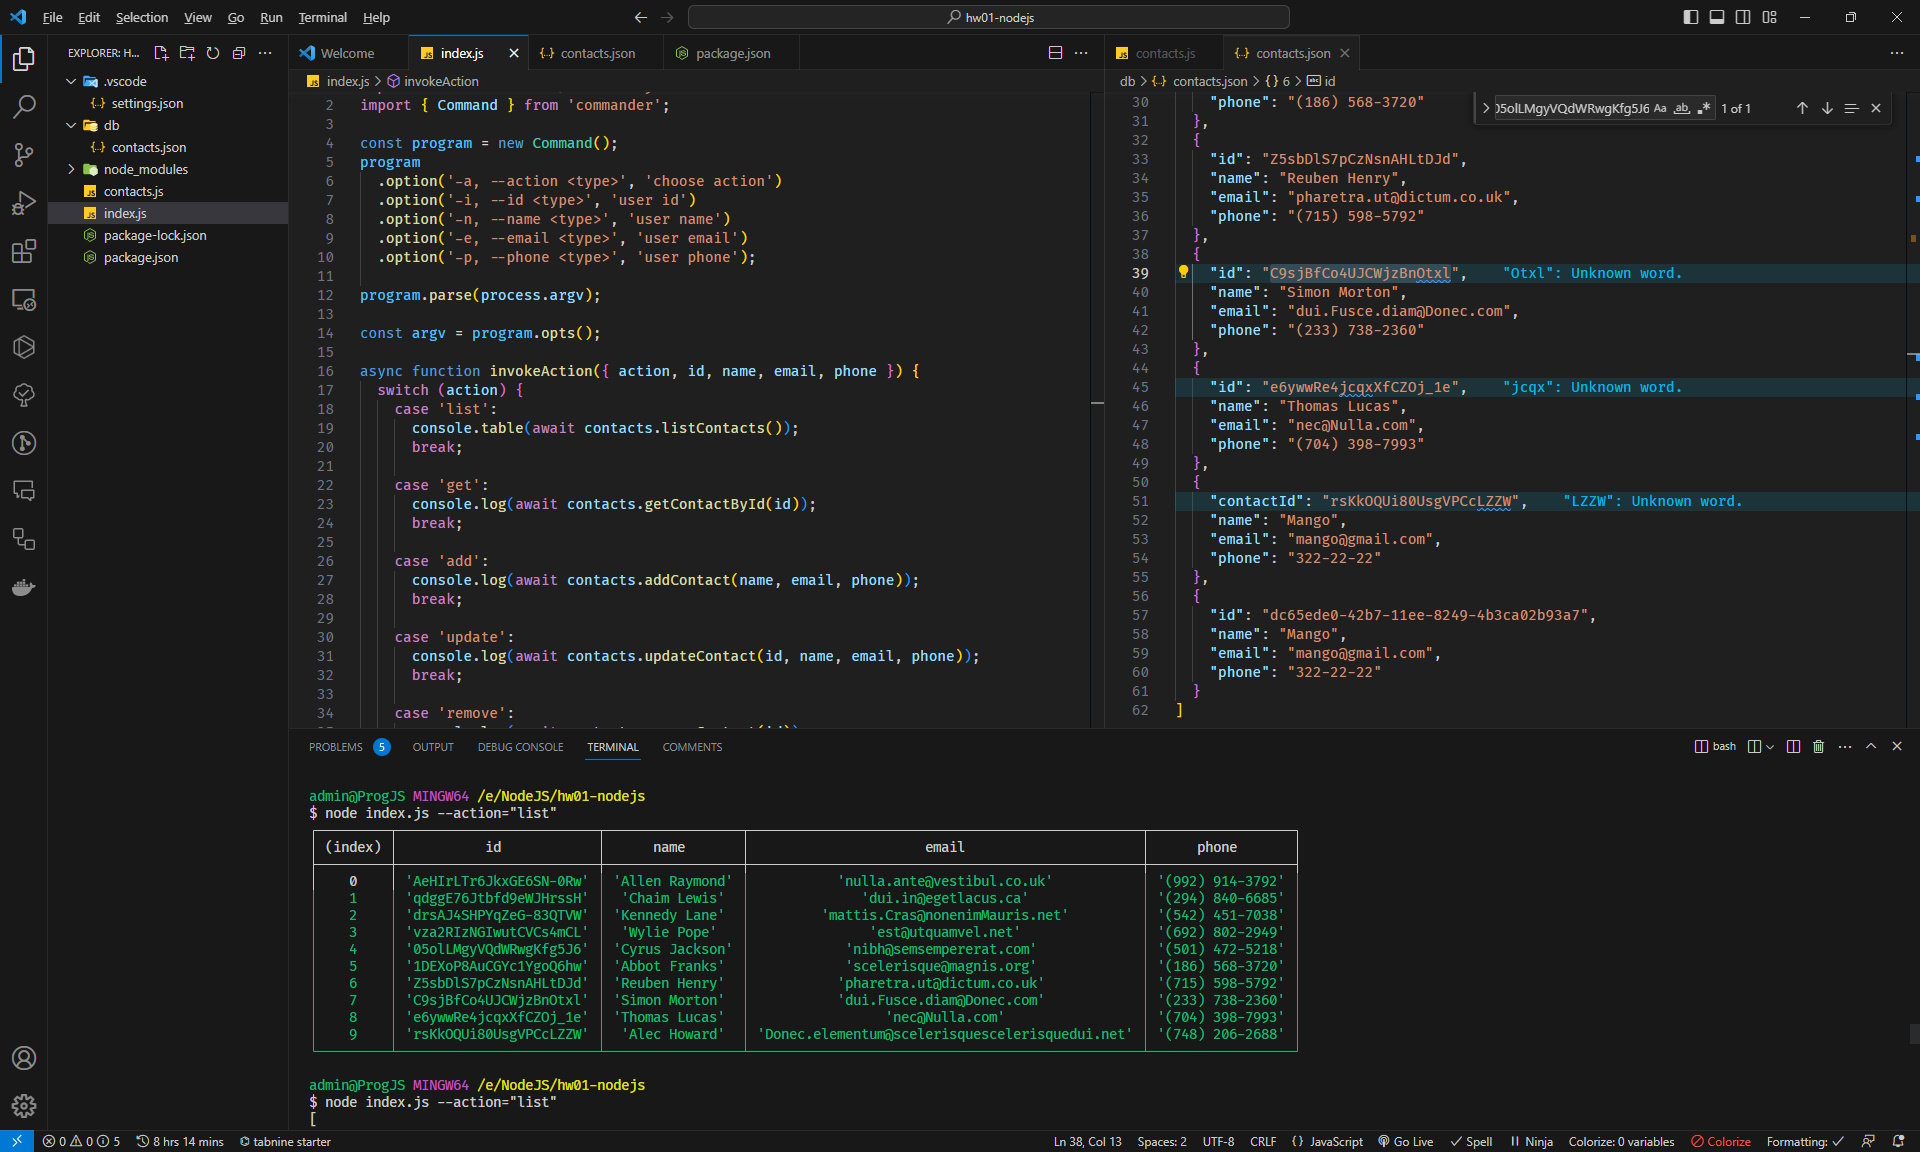 File Edit Selection View Go Run Terminal Help
hw01-nodejs
EXPLORER: H...
.vscode
settings.json
db
contacts.json
node_modules
contacts.js
index.js
package-lock.json
package.json
Welcome index.js contacts.json package.json
index.js > invokeAction
2 import { Command } from 'commander';
3
4 const program = new Command();
5 program
6 .option('-a, --action <type>', 'choose action')
7 .option('-i, --id <type>', 'user id')
8 .option('-n, --name <type>', 'user name')
9 .option('-e, --email <type>', 'user email')
10 .option('-p, --phone <type>', 'user phone');
11
12 program.parse(process.argv);
13
14 const argv = program.opts();
15
16 async function invokeAction({ action, id, name, email, phone }) {
17 switch (action) {
18 case 'list':
19 console.table(await contacts.listContacts());
20 break;
21
22 case 'get':
23 console.log(await contacts.getContactById(id));
24 break;
25
26 case 'add':
27 console.log(await contacts.addContact(name, email, phone));
28 break;
29
30 case 'update':
31 console.log(await contacts.updateContact(id, name, email, phone));
32 break;
33
34 case 'remove':
contacts.js contacts.json
db > contacts.json > {} 6 > id
05olLMgyVQdWRwgKfg5J6 Aa ab 1 of 1
30 "phone": "(186) 568-3720"
31 },
32 {
33 "id": "Z5sbDlS7pCzNsnAHLtDJd",
34 "name": "Reuben Henry",
35 "email": "pharetra.ut@dictum.co.uk",
36 "phone": "(715) 598-5792"
37 },
38 {
39 "id": "C9sjBfCo4UJCWjzBnOtxl", "Otxl": Unknown word.
40 "name": "Simon Morton",
41 "email": "dui.Fusce.diam@Donec.com",
42 "phone": "(233) 738-2360"
43 },
44 {
45 "id": "e6ywwRe4jcqxXfCZOj_1e", "jcqx": Unknown word.
46 "name": "Thomas Lucas",
47 "email": "nec@Nulla.com",
48 "phone": "(704) 398-7993"
49 },
50 {
51 "contactId": "rsKkOQUi80UsgVPCcLZZW", "LZZW": Unknown word.
52 "name": "Mango",
53 "email": "mango@gmail.com",
54 "phone": "322-22-22"
55 },
56 {
57 "id": "dc65ede0-42b7-11ee-8249-4b3ca02b93a7",
58 "name": "Mango",
59 "email": "mango@gmail.com",
60 "phone": "322-22-22"
61 }
62 ]
PROBLEMS 5 OUTPUT DEBUG CONSOLE TERMINAL COMMENTS
bash
admin@ProgJS MINGW64 /e/NodeJS/hw01-nodejs
$ node index.js --action="list"
(index) id name email phone
0 'AeHIrLTr6JkxGE6SN-0Rw' 'Allen Raymond' 'nulla.ante@vestibul.co.uk' '(992) 914-3792'
1 'qdggE76Jtbfd9eWJHrssH' 'Chaim Lewis' 'dui.in@egetlacus.ca' '(294) 840-6685'
2 'drsAJ4SHPYqZeG-83QTVW' 'Kennedy Lane' 'mattis.Cras@nonenimMauris.net' '(542) 451-7038'
3 'vza2RIzNGIwutCVCs4mCL' 'Wylie Pope' 'est@utquamvel.net' '(692) 802-2949'
4 '05olLMgyVQdWRwgKfg5J6' 'Cyrus Jackson' 'nibh@semsempererat.com' '(501) 472-5218'
5 '1DEXoP8AuCGYc1YgoQ6hw' 'Abbot Franks' 'scelerisque@magnis.org' '(186) 568-3720'
6 'Z5sbDlS7pCzNsnAHLtDJd' 'Reuben Henry' 'pharetra.ut@dictum.co.uk' '(715) 598-5792'
7 'C9sjBfCo4UJCWjzBnOtxl' 'Simon Morton' 'dui.Fusce.diam@Donec.com' '(233) 738-2360'
8 'e6ywwRe4jcqxXfCZOj_1e' 'Thomas Lucas' 'nec@Nulla.com' '(704) 398-7993'
9 'rsKkOQUi80UsgVPCcLZZW' 'Alec Howard' 'Donec.elementum@scelerisquescelerisquedui.net' '(748) 206-2688'
admin@ProgJS MINGW64 /e/NodeJS/hw01-nodejs
$ node index.js --action="list"
[
0 0 5 8 hrs 14 mins tabnine starter
Ln 38, Col 13 Spaces: 2 UTF-8 CRLF {} JavaScript Go Live Spell Ninja Colorize: 0 variables Colorize Formatting: